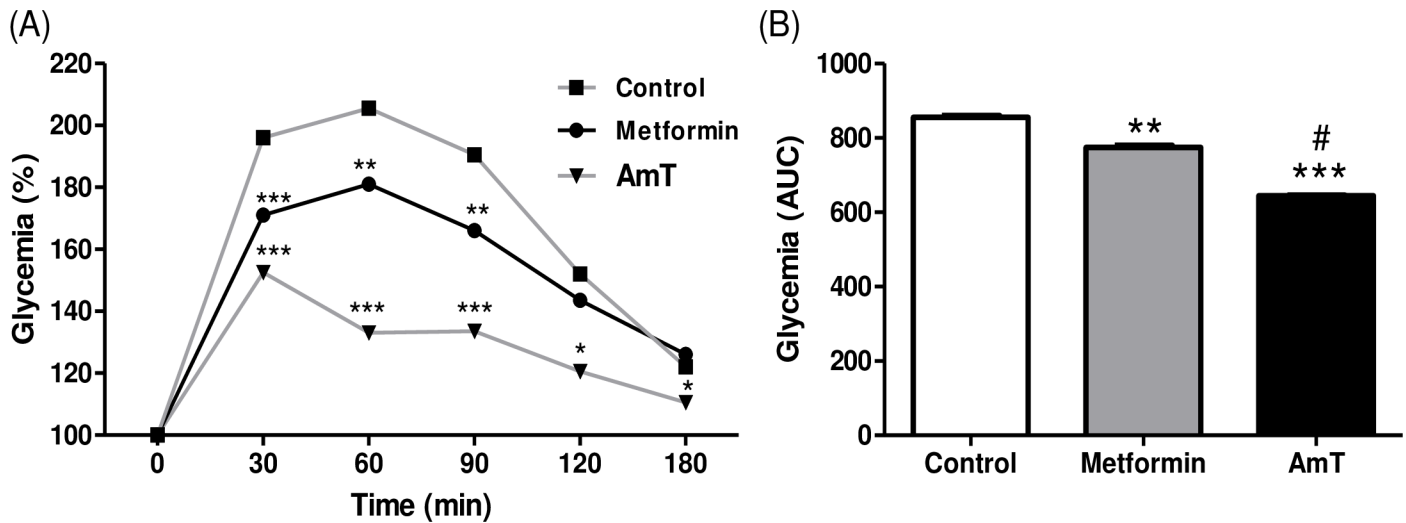 (A)
Glycemia (%)
220
200
180
160
140
120
100
Control
Metformin
AmT
***
**
**
***
***
***
*
*
0 30 60 90 120 180
Time (min)
(B)
Glycemia (AUC)
1000
800
600
400
200
0
**
#
***
Control Metformin AmT